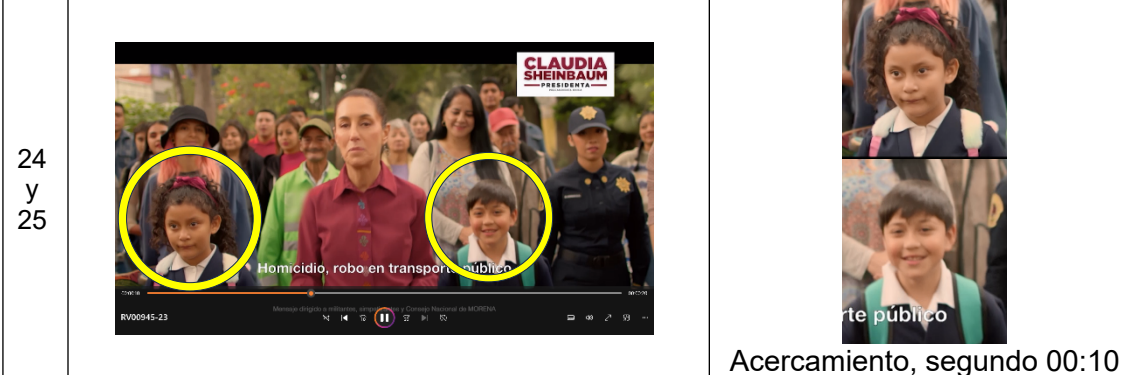 24
y
25
CLAUDIA
SHEINBAUM
PRESIDENTA
Homicidio, robo en transporte público
Mensaje dirigido a militantes, simpatizantes y Consejo Nacional de MORENA
RV00945-23
rte público
Acercamiento, segundo 00:10